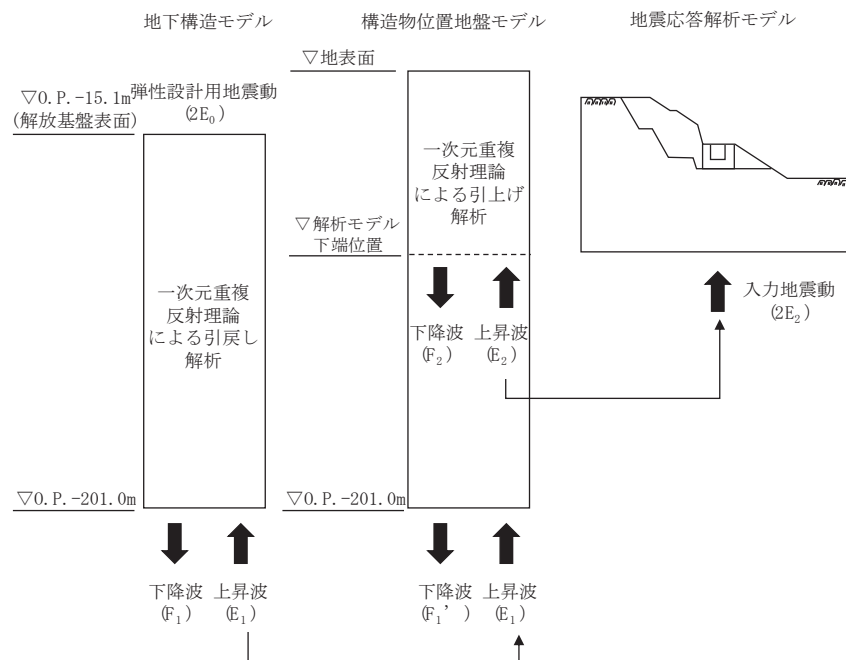 地下構造モデル
構造物位置地盤モデル
地震応答解析モデル
▽O.P.-15.1m
(解放基盤表面)
弾性設計用地震動
(2E₀)
一次元重複
反射理論
による引戻し
解析
▽O.P.-201.0m
下降波
(F₁)
上昇波
(E₁)
▽地表面
一次元重複
反射理論
による引上げ
解析
▽解析モデル
下端位置
下降波
(F₂)
上昇波
(E₂)
▽O.P.-201.0m
下降波
(F₁’)
上昇波
(E₁)
入力地震動
(2E₂)